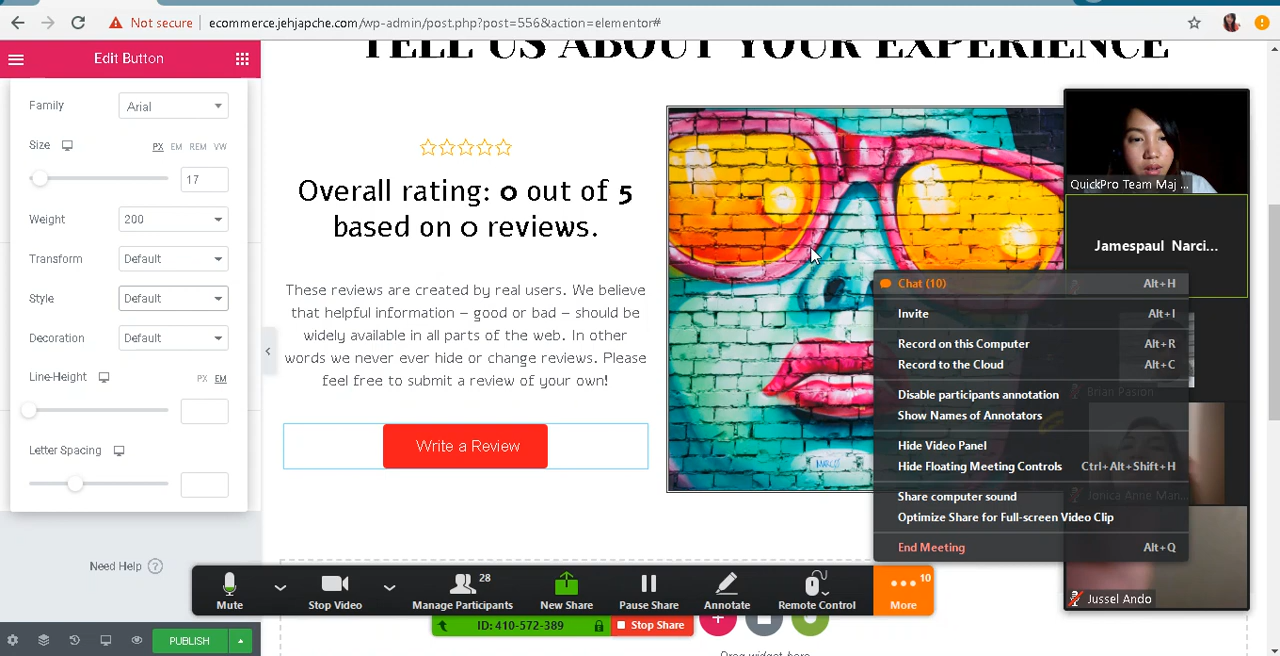 Not secure
ecommerce.jehjapche.com/wp-admin/post.php?post=556&action=elementor#
Edit Button
Family
Arial
Size
PX EM REM VW
17
Weight
200
Transform
Default
Style
Default
Decoration
Default
Line-Height
PX EM
Letter Spacing
Need Help ?
PUBLISH
TELL US ABOUT YOUR EXPERIENCE
Overall rating: 0 out of 5
based on 0 reviews.
These reviews are created by real users. We believe
that helpful information – good or bad – should be
widely available in all parts of the web. In other
words we never ever hide or change reviews. Please
feel free to submit a review of your own!
Write a Review
QuickPro Team Maj ...
Jamespaul Narci...
Chat (10) Alt+H
Invite Alt+I
Record on this Computer Alt+R
Record to the Cloud Alt+C
Disable participants annotation
Show Names of Annotators
Hide Video Panel
Hide Floating Meeting Controls Ctrl+Alt+Shift+H
Share computer sound
Optimize Share for Full-screen Video Clip
End Meeting Alt+Q
Brian Pasion
Jonica Anne Man...
Jussel Ando
Mute
Stop Video
Manage Participants
28
New Share
Pause Share
Annotate
Remote Control
More
10
ID: 410-572-389
Stop Share
Drag widget here